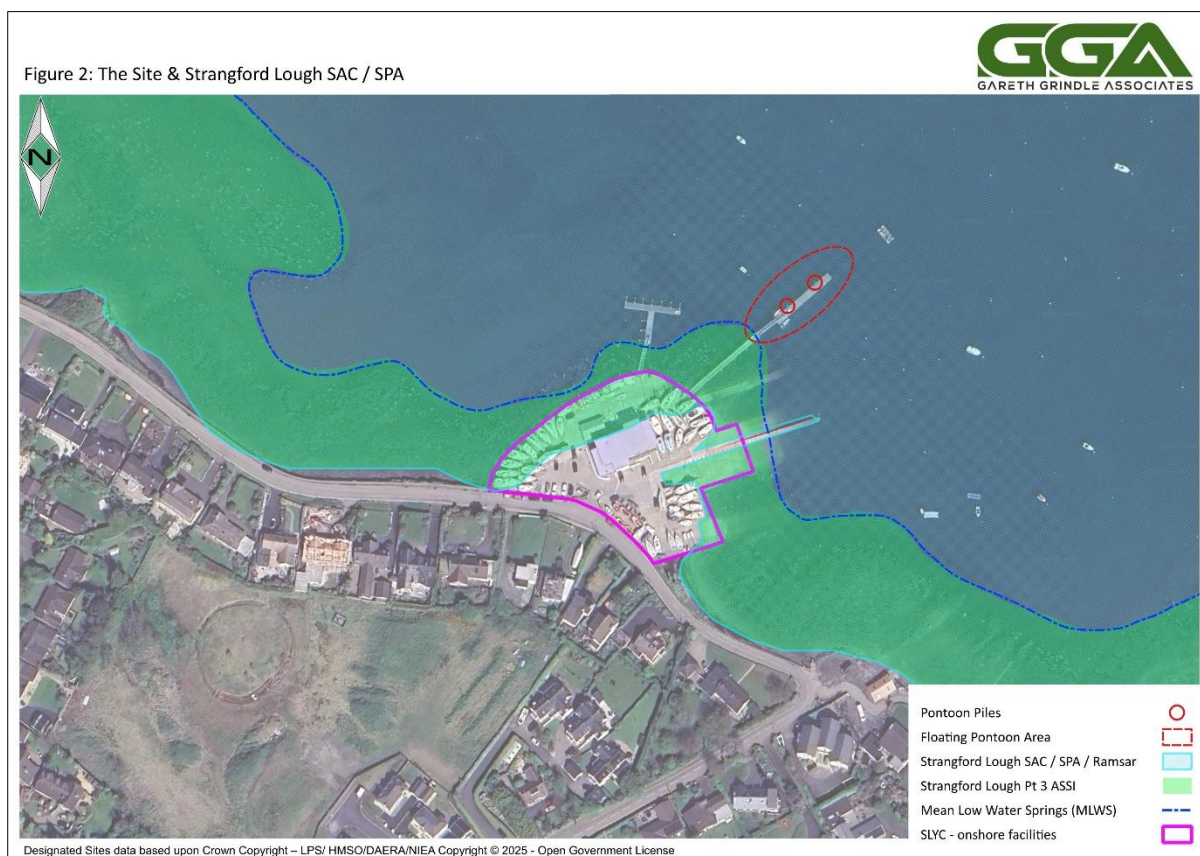 GGA
GARETH GRINDLE ASSOCIATES
Figure 2: The Site & Strangford Lough SAC / SPA
N
Pontoon Piles
Floating Pontoon Area
Strangford Lough SAC / SPA / Ramsar
Strangford Lough Pt 3 ASSI
Mean Low Water Springs (MLWS)
SLYC - onshore facilities
Designated Sites data based upon Crown Copyright – LPS/ HMSO/DAERA/NIEA Copyright © 2025 - Open Government License